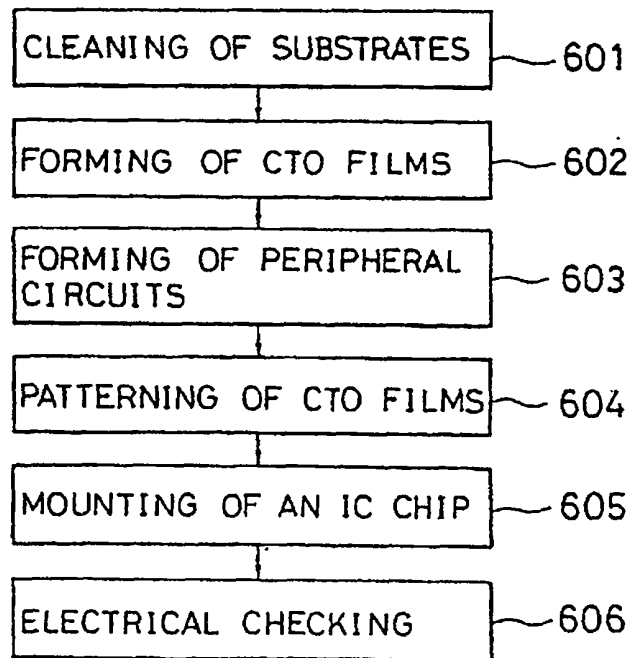 CLEANING OF SUBSTRATES 601
FORMING OF CTO FILMS 602
FORMING OF PERIPHERAL
CIRCUITS 603
PATTERNING OF CTO FILMS 604
MOUNTING OF AN IC CHIP 605
ELECTRICAL CHECKING 606